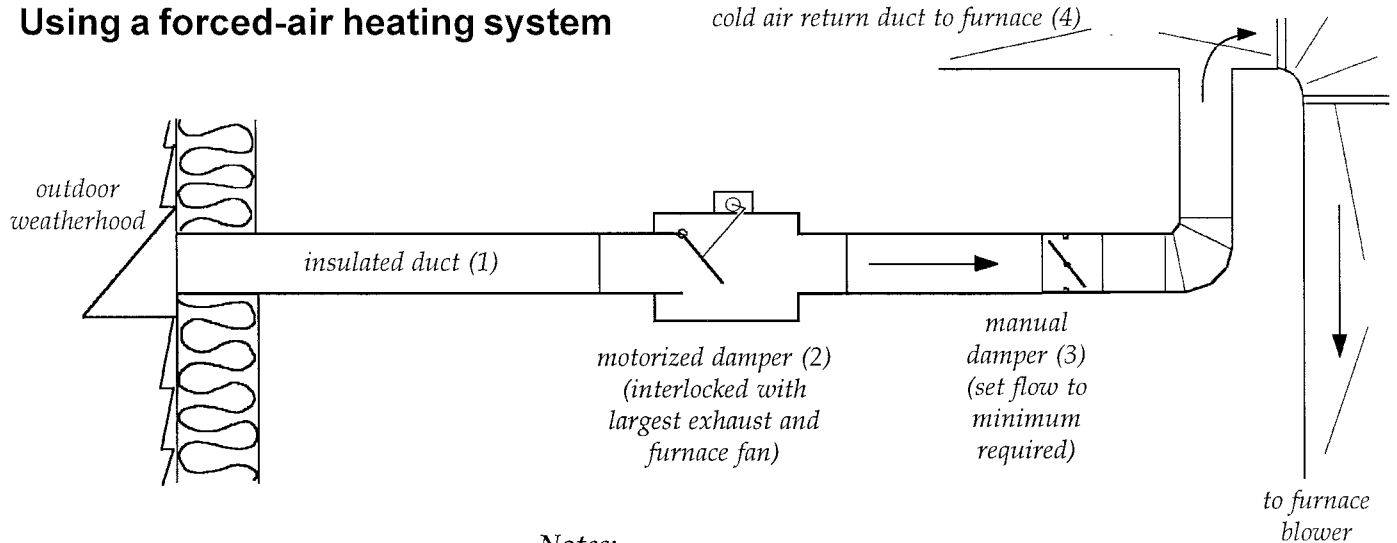 Using a forced-air heating system
cold air return duct to furnace (4)
outdoor
weatherhood
insulated duct (1)
motorized damper (2)
(interlocked with
largest exhaust and
furnace fan)
manual
damper (3)
(set flow to
minimum
required)
to furnace
blower
Notes: